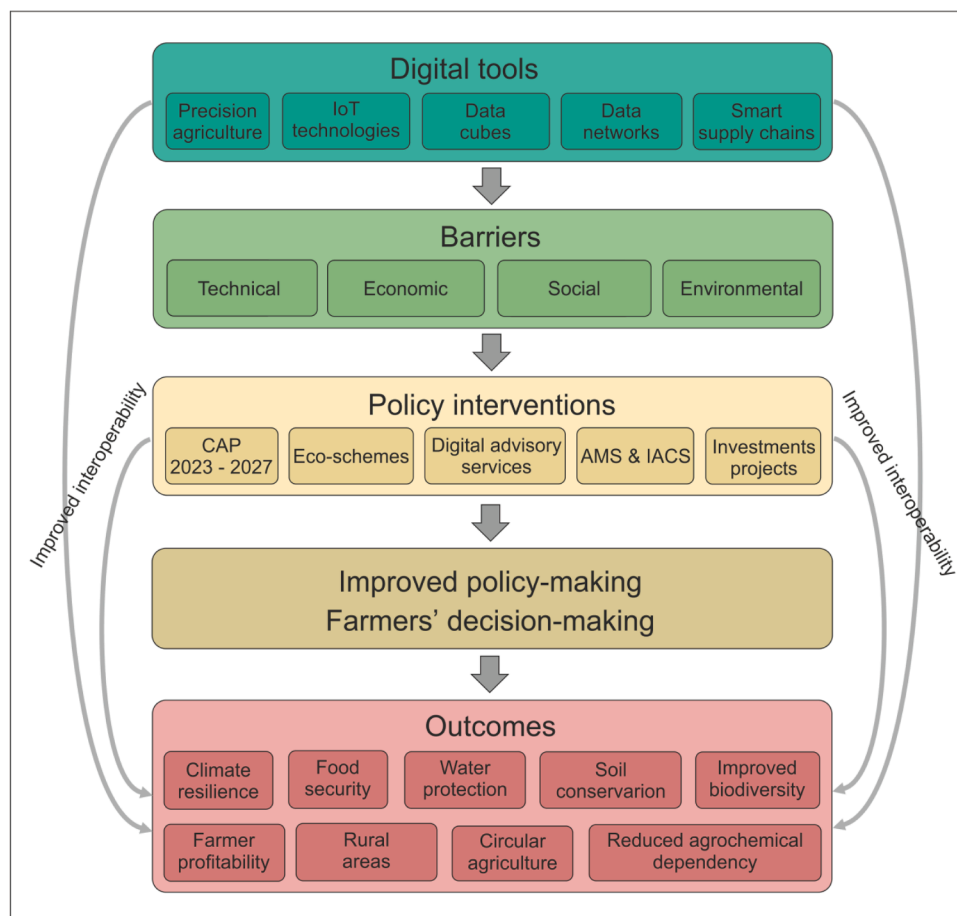 Digital tools
Precision
agriculture
IoT
technologies
Data
cubes
Data
networks
Smart
supply chains
Barriers
Technical
Economic
Social
Environmental
Improved interoperability
Improved interoperability
Policy interventions
CAP
2023 - 2027
Eco-schemes
Digital advisory
services
AMS & IACS
Investments
projects
Improved policy-making
Farmers’ decision-making
Outcomes
Climate
resilience
Food
security
Water
protection
Soil
conservarion
Improved
biodiversity
Farmer
profitability
Rural
areas
Circular
agriculture
Reduced agrochemical
dependency